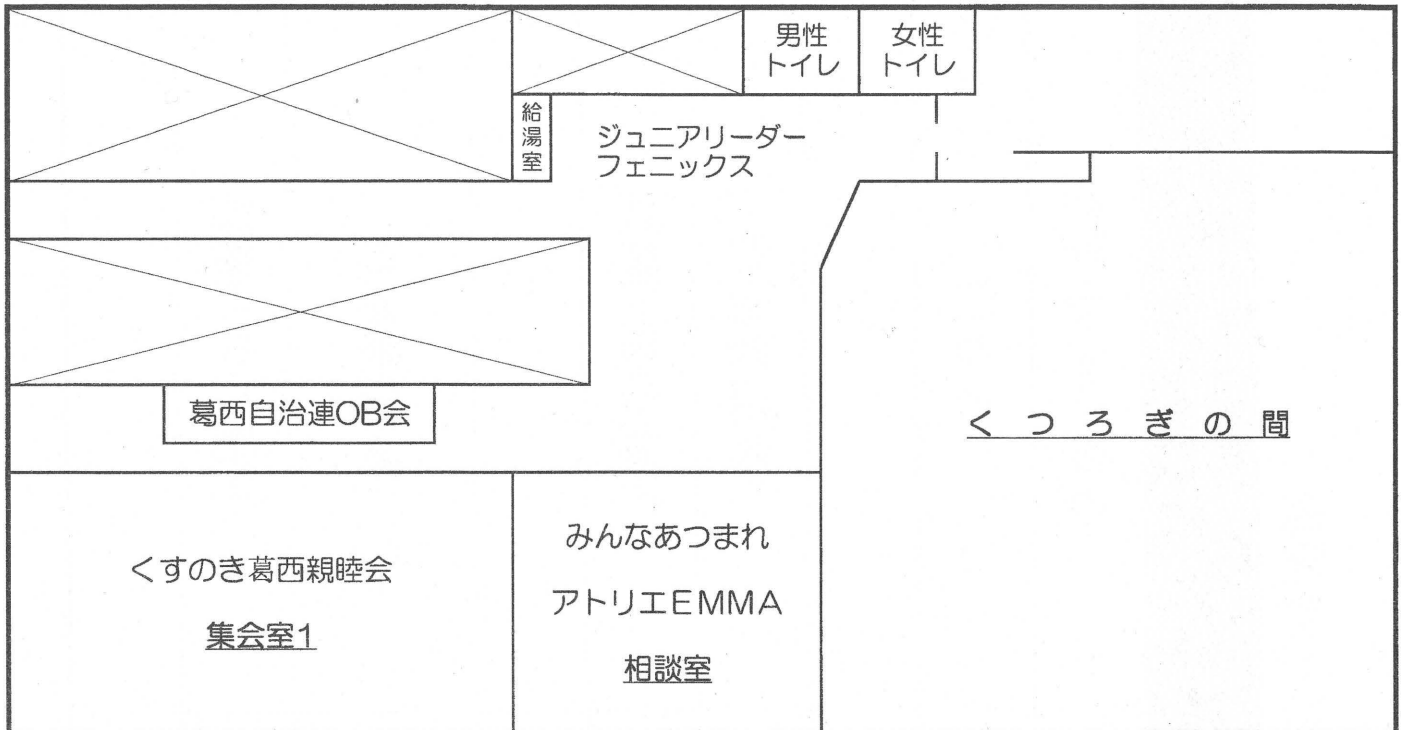 男性
トイレ
女性
トイレ
給湯室
ジュニアリーダー
フェニックス
葛西自治連OB会
くつろぎの間
くすのき葛西親睦会
集会室1
みんなあつまれ
アトリエEMMA
相談室